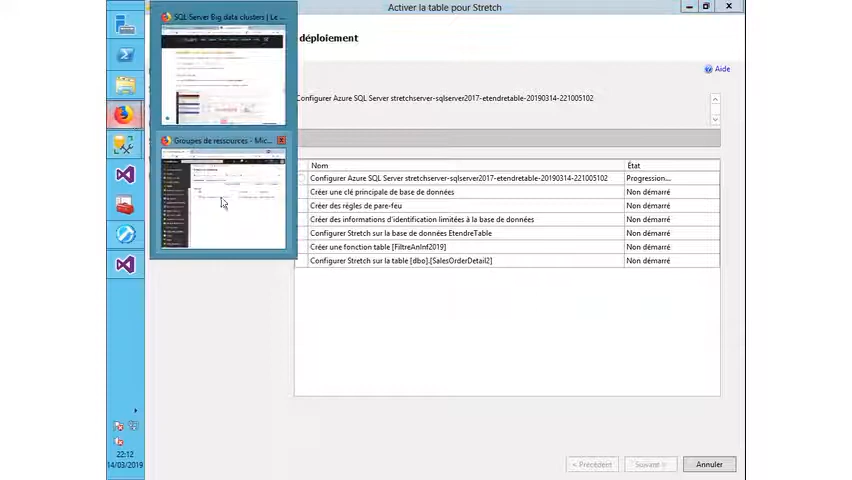 Activer la table pour Stretch
SQL Server Big data clusters | Le ...
déploiement
Aide
Configurer Azure SQL Server stretchserver-sqlserver2017-etendretable-20190314-221005102
Groupes de ressources - Mic...
Nom
État
Configurer Azure SQL Server stretchserver-sqlserver2017-etendretable-20190314-221005102
Progression...
Créer une clé principale de base de données
Non démarré
Créer des règles de pare-feu
Non démarré
Créer des informations d'identification limitées à la base de données
Non démarré
Configurer Stretch sur la base de données EtendreTable
Non démarré
Créer une fonction table [FiltreAnInf2019]
Non démarré
Configurer Stretch sur la table [dbo].[SalesOrderDetail2]
Non démarré
22:12
14/03/2019
< Précédent
Suivant >
Annuler